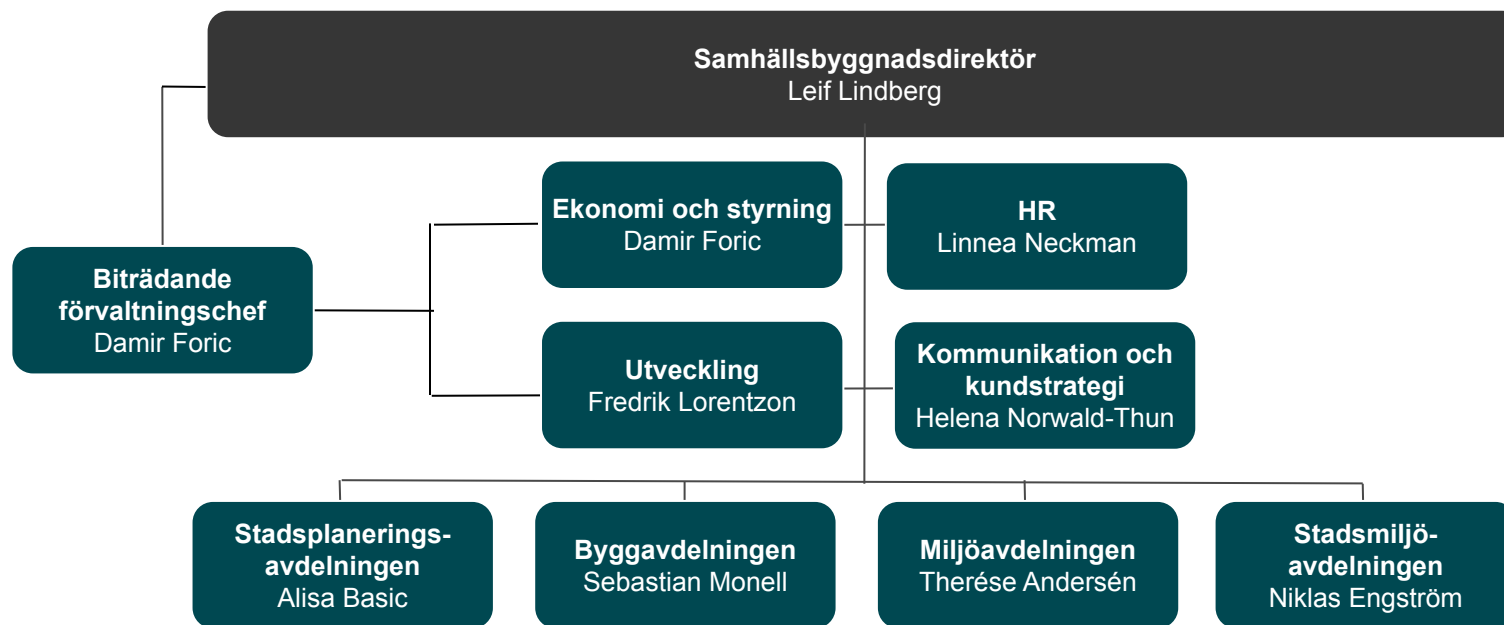 Samhällsbyggnadsdirektör
Leif Lindberg
Ekonomi och styrning
Damir Foric
HR
Linnea Neckman
Biträdande
förvaltningschef
Damir Foric
Utveckling
Fredrik Lorentzon
Kommunikation och
kundstrategi
Helena Norwald-Thun
Stadsplanerings-
avdelningen
Alisa Basic
Byggavdelningen
Sebastian Monell
Miljöavdelningen
Therése Andersén
Stadsmiljö-
avdelningen
Niklas Engström